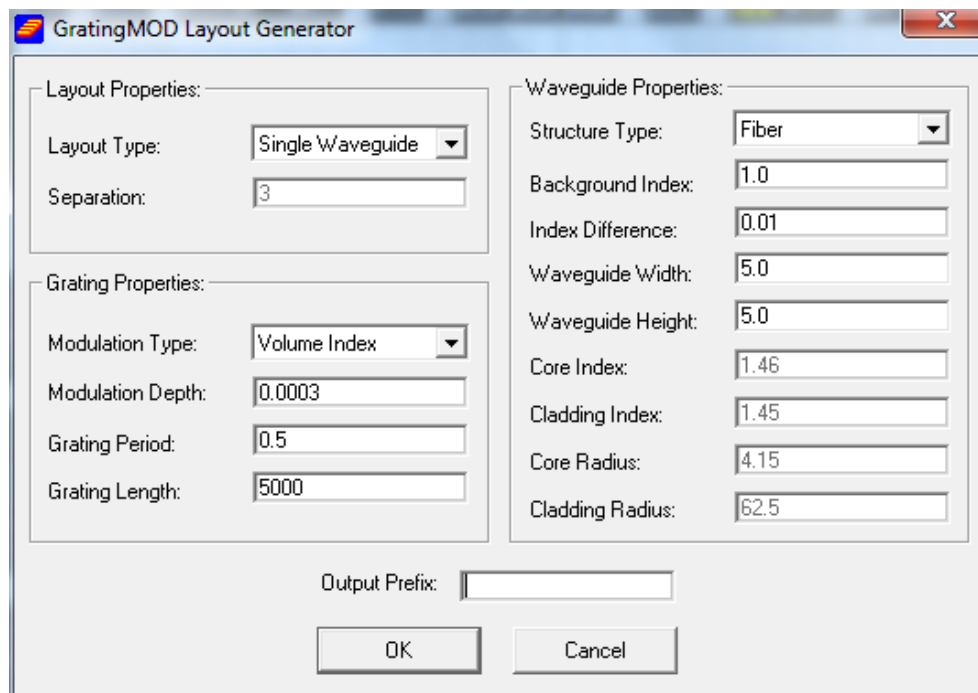 GratingMOD Layout Generator
Layout Properties:
Layout Type: Single Waveguide
Separation: 3
Grating Properties:
Modulation Type: Volume Index
Modulation Depth: 0.0003
Grating Period: 0.5
Grating Length: 5000
Waveguide Properties:
Structure Type: Fiber
Background Index: 1.0
Index Difference: 0.01
Waveguide Width: 5.0
Waveguide Height: 5.0
Core Index: 1.46
Cladding Index: 1.45
Core Radius: 4.15
Cladding Radius: 62.5
Output Prefix:
OK Cancel